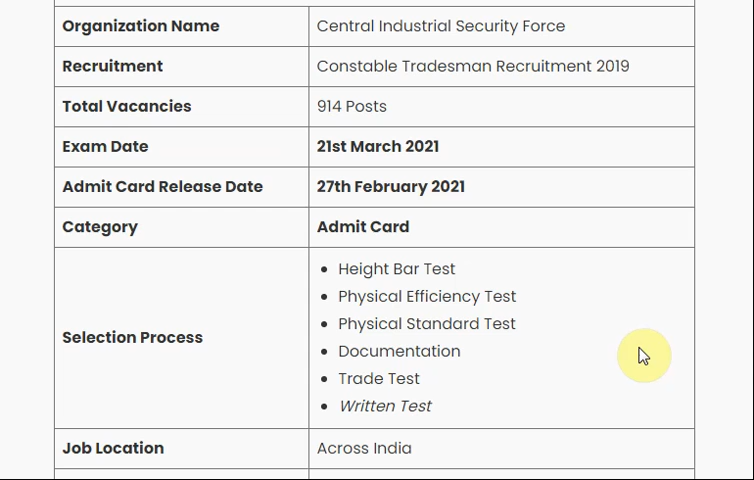 Organization Name Central Industrial Security Force
Recruitment Constable Tradesman Recruitment 2019
Total Vacancies 914 Posts
Exam Date 21st March 2021
Admit Card Release Date 27th February 2021
Category Admit Card
Selection Process
Height Bar Test
Physical Efficiency Test
Physical Standard Test
Documentation
Trade Test
Written Test
Job Location Across India